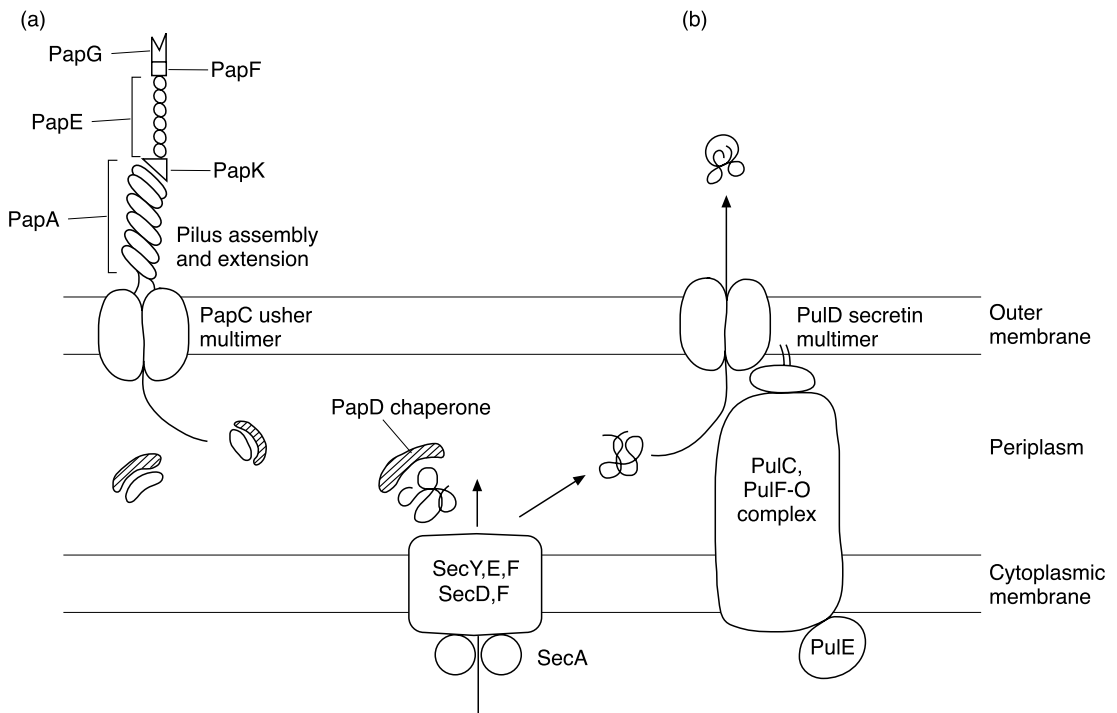 (a)
(b)
PapG
PapF
PapE
PapK
PapA
Pilus assembly
and extension
PapC usher
multimer
PulD secretin
multimer
Outer
membrane
PapD chaperone
Periplasm
PulC,
PulF-O
complex
SecY,E,F
SecD,F
Cytoplasmic
membrane
SecA
PulE